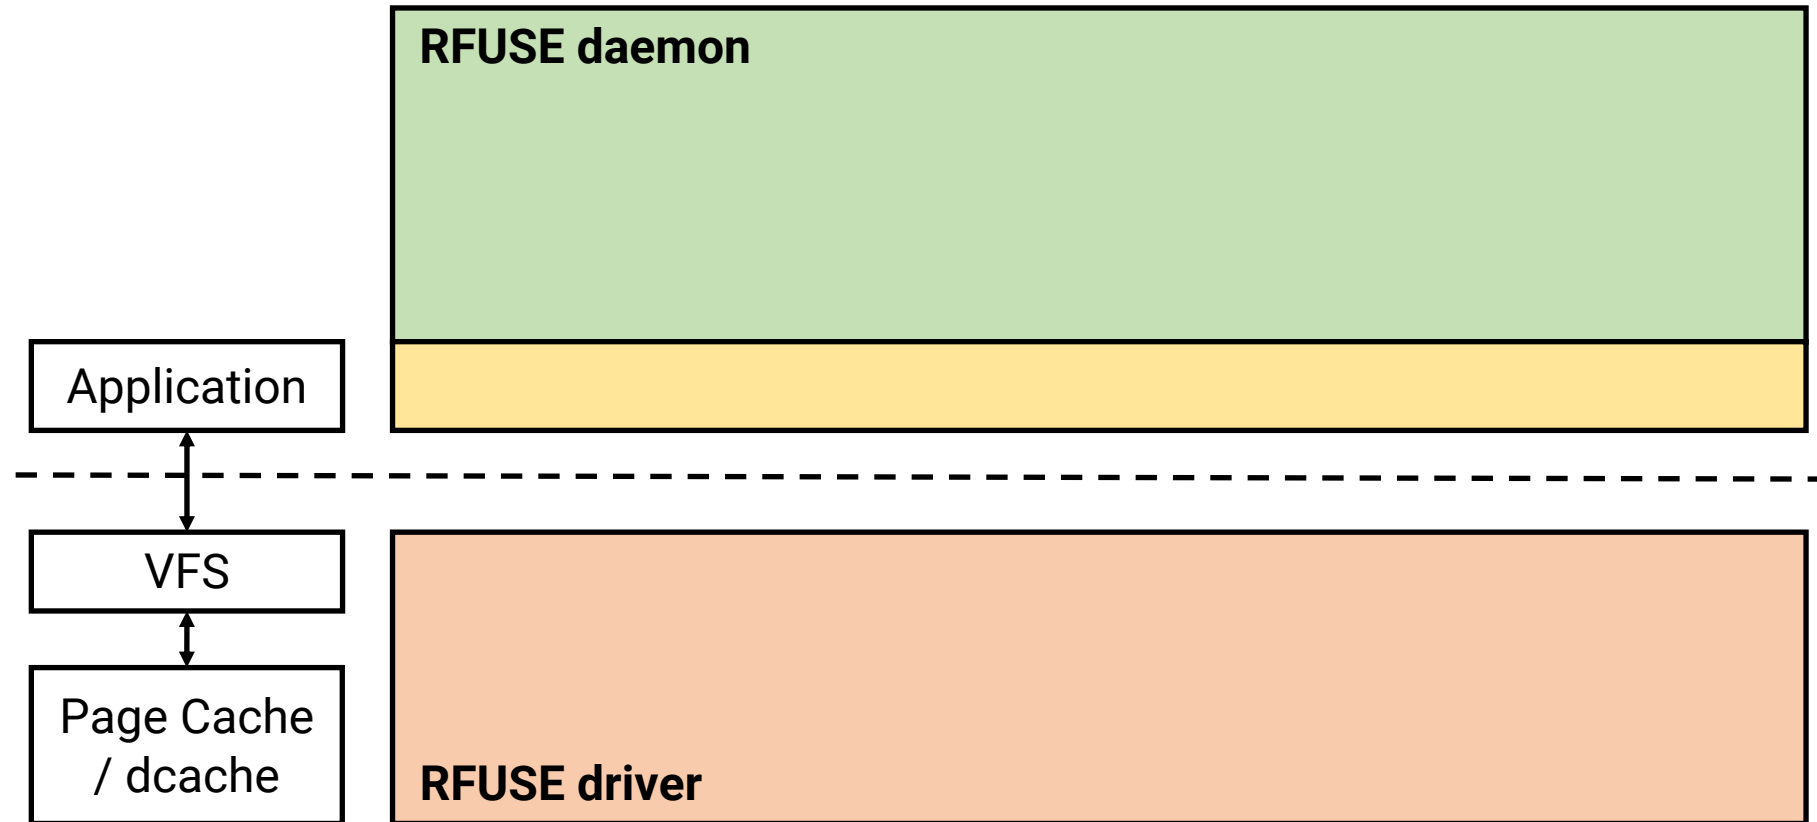 RFUSE daemon
Application
VFS
Page Cache
/ dcache
RFUSE driver